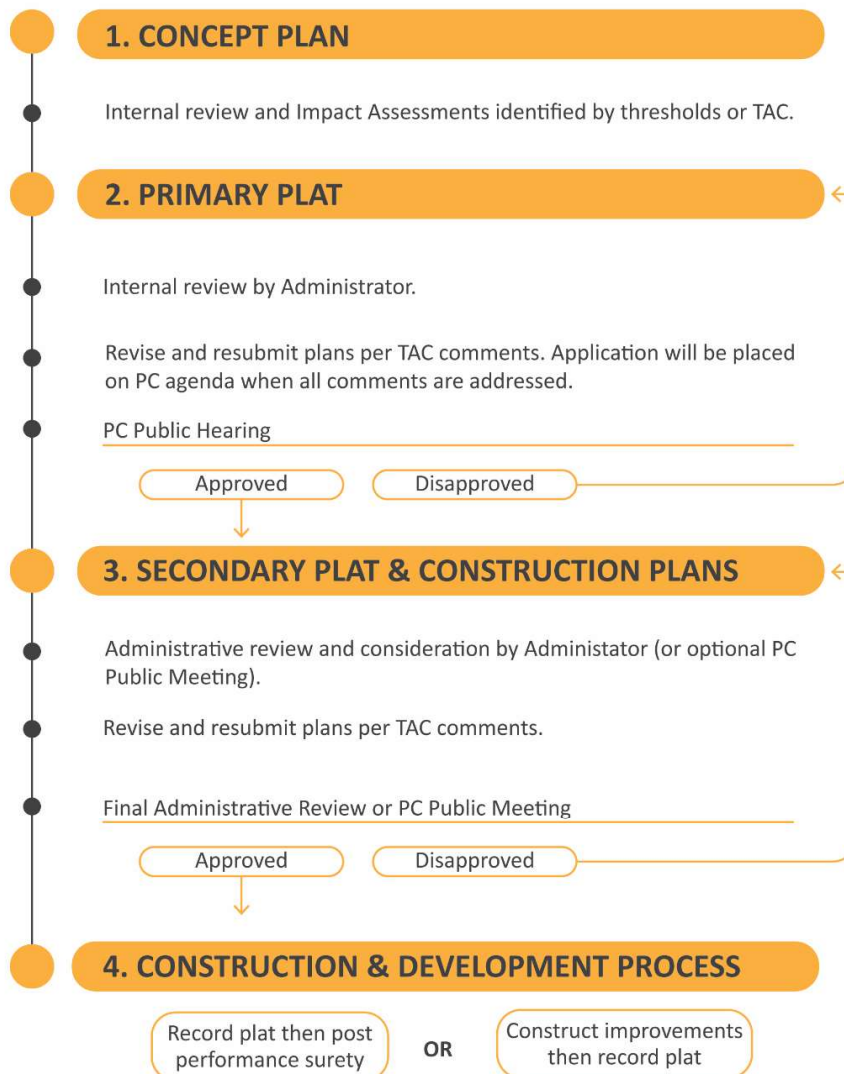 1. CONCEPT PLAN
Internal review and Impact Assessments identified by thresholds or TAC.
2. PRIMARY PLAT
Internal review by Administrator.
Revise and resubmit plans per TAC comments. Application will be placed
on PC agenda when all comments are addressed.
PC Public Hearing
Approved
Disapproved
3. SECONDARY PLAT & CONSTRUCTION PLANS
Administrative review and consideration by Administator (or optional PC
Public Meeting).
Revise and resubmit plans per TAC comments.
Final Administrative Review or PC Public Meeting
Approved
Disapproved
4. CONSTRUCTION & DEVELOPMENT PROCESS
Record plat then post
performance surety
OR
Construct improvements
then record plat